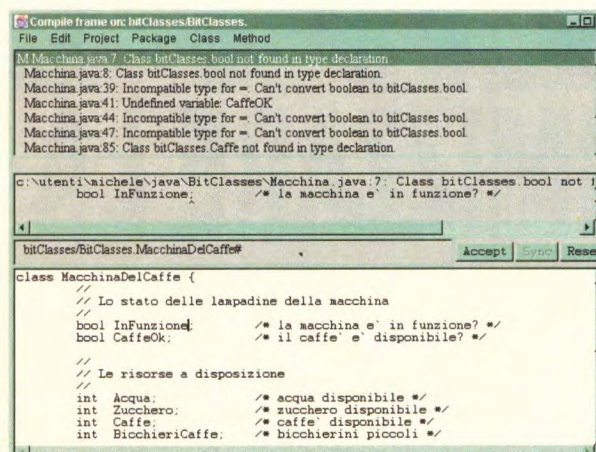 Compile frame on: bitClasses/BitClasses.
File Edit Project Package Class Method
M Macchina.java:7: Class bitClasses.bool not found in type declaration.
Macchina.java:8: Class bitClasses.bool not found in type declaration.
Macchina.java:39: Incompatible type for =. Can't convert boolean to bitClasses.bool.
Macchina.java:41: Undefined variable: CaffeOK
Macchina.java:44: Incompatible type for =. Can't convert boolean to bitClasses.bool.
Macchina.java:47: Incompatible type for =. Can't convert boolean to bitClasses.bool.
Macchina.java:85: Class bitClasses.Caffe not found in type declaration.
c:\utenti\michele\java\BitClasses\Macchina.java:7: Class bitClasses.bool not
bool InFunzione; /* la macchina e` in funzione? */
^
bitClasses/BitClasses.MacchinaDelCaffe# Accept Sync Rese
class MacchinaDelCaffe {
//
// Lo stato delle lampadine della macchina
//
bool InFunzione; /* la macchina e` in funzione? */
bool CaffeOk; /* il caffe` e` disponibile? */
//
// Le risorse a disposizione
//
int Acqua; /* acqua disponibile */
int Zucchero; /* zucchero disponibile */
int Caffe; /* caffe` disponibile */
int BicchieriCaffe; /* bicchierini piccoli */